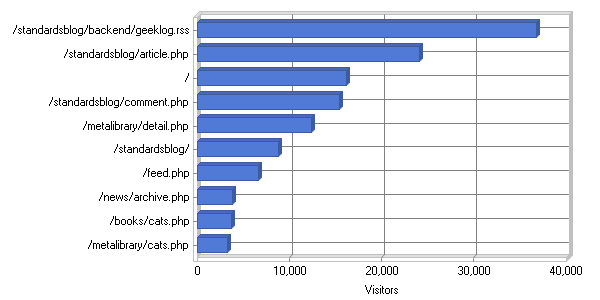 /standardsblog/backend/geeklog.rss
/standardsblog/article.php
/
/standardsblog/comment.php
/metalibrary/detail.php
/standardsblog/
/feed.php
/news/archive.php
/books/cats.php
/metalibrary/cats.php
0 10,000 20,000 30,000 40,000
Visitors